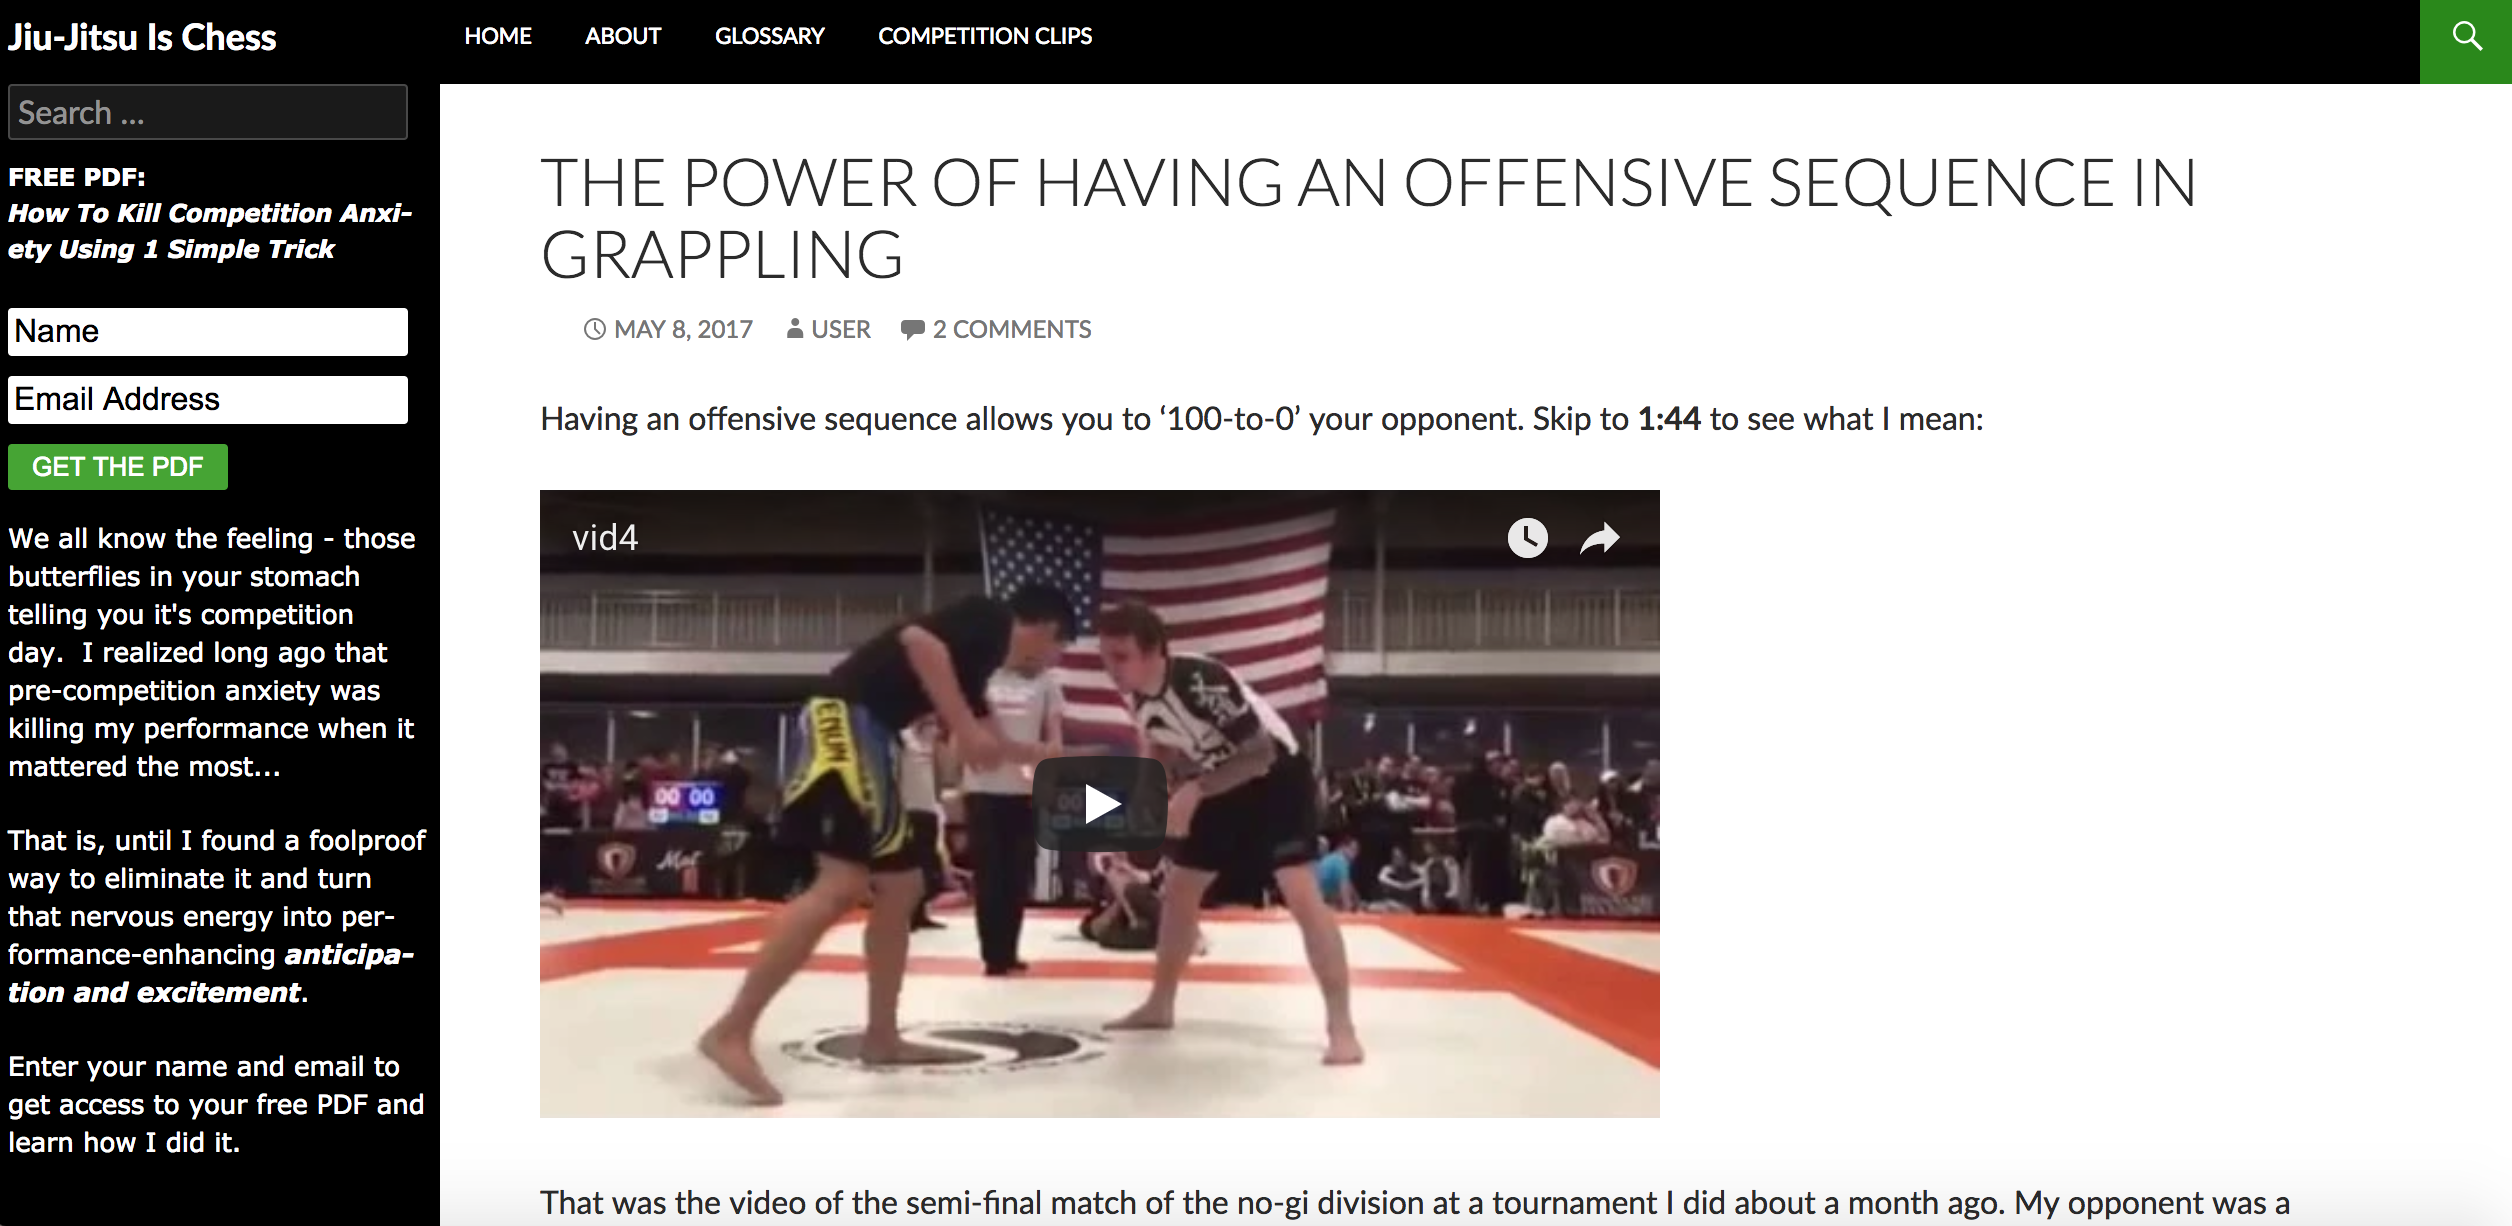 Jiu-Jitsu Is Chess
HOME ABOUT GLOSSARY COMPETITION CLIPS
Search ...
FREE PDF:
How To Kill Competition Anxi-
ety Using 1 Simple Trick
Name
Email Address
GET THE PDF
We all know the feeling - those
butterflies in your stomach
telling you it's competition
day.  I realized long ago that
pre-competition anxiety was
killing my performance when it
mattered the most...
That is, until I found a foolproof
way to eliminate it and turn
that nervous energy into per-
formance-enhancing anticipa-
tion and excitement.
Enter your name and email to
get access to your free PDF and
learn how I did it.
THE POWER OF HAVING AN OFFENSIVE SEQUENCE IN
GRAPPLING
MAY 8, 2017 USER 2 COMMENTS
Having an offensive sequence allows you to ‘100-to-0’ your opponent. Skip to 1:44 to see what I mean:
vid4
00 00
Mat
That was the video of the semi-final match of the no-gi division at a tournament I did about a month ago. My opponent was a